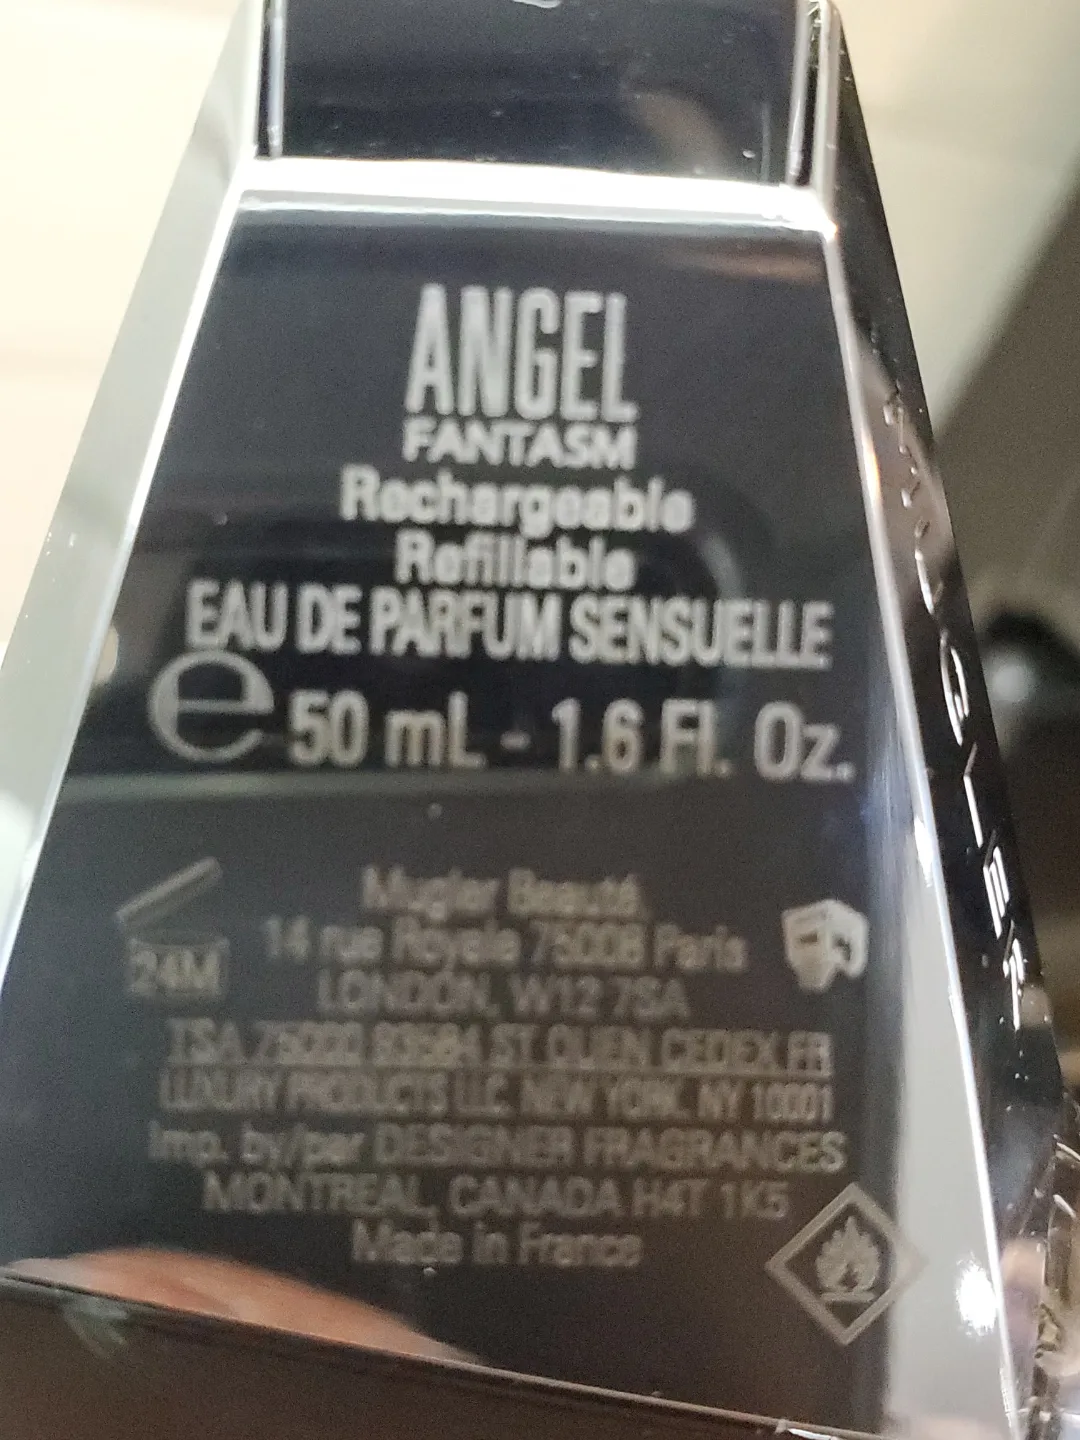 ANGEL
FANTASM
Rechargeable
Refillable
EAU DE PARFUM SENSUELLE
e 50 mL - 1.6 Fl. Oz.
Mugler Beauté
14 rue Royale 75008 Paris
24M
LONDON, W12 7SA
TSA 75000 93584 ST OUEN CEDEX FR
LUXURY PRODUCTS LLC. NEW YORK, NY 10001
Imp. by/par DESIGNER FRAGRANCES
MONTREAL, CANADA H4T 1K5
Made in France
MUGLER